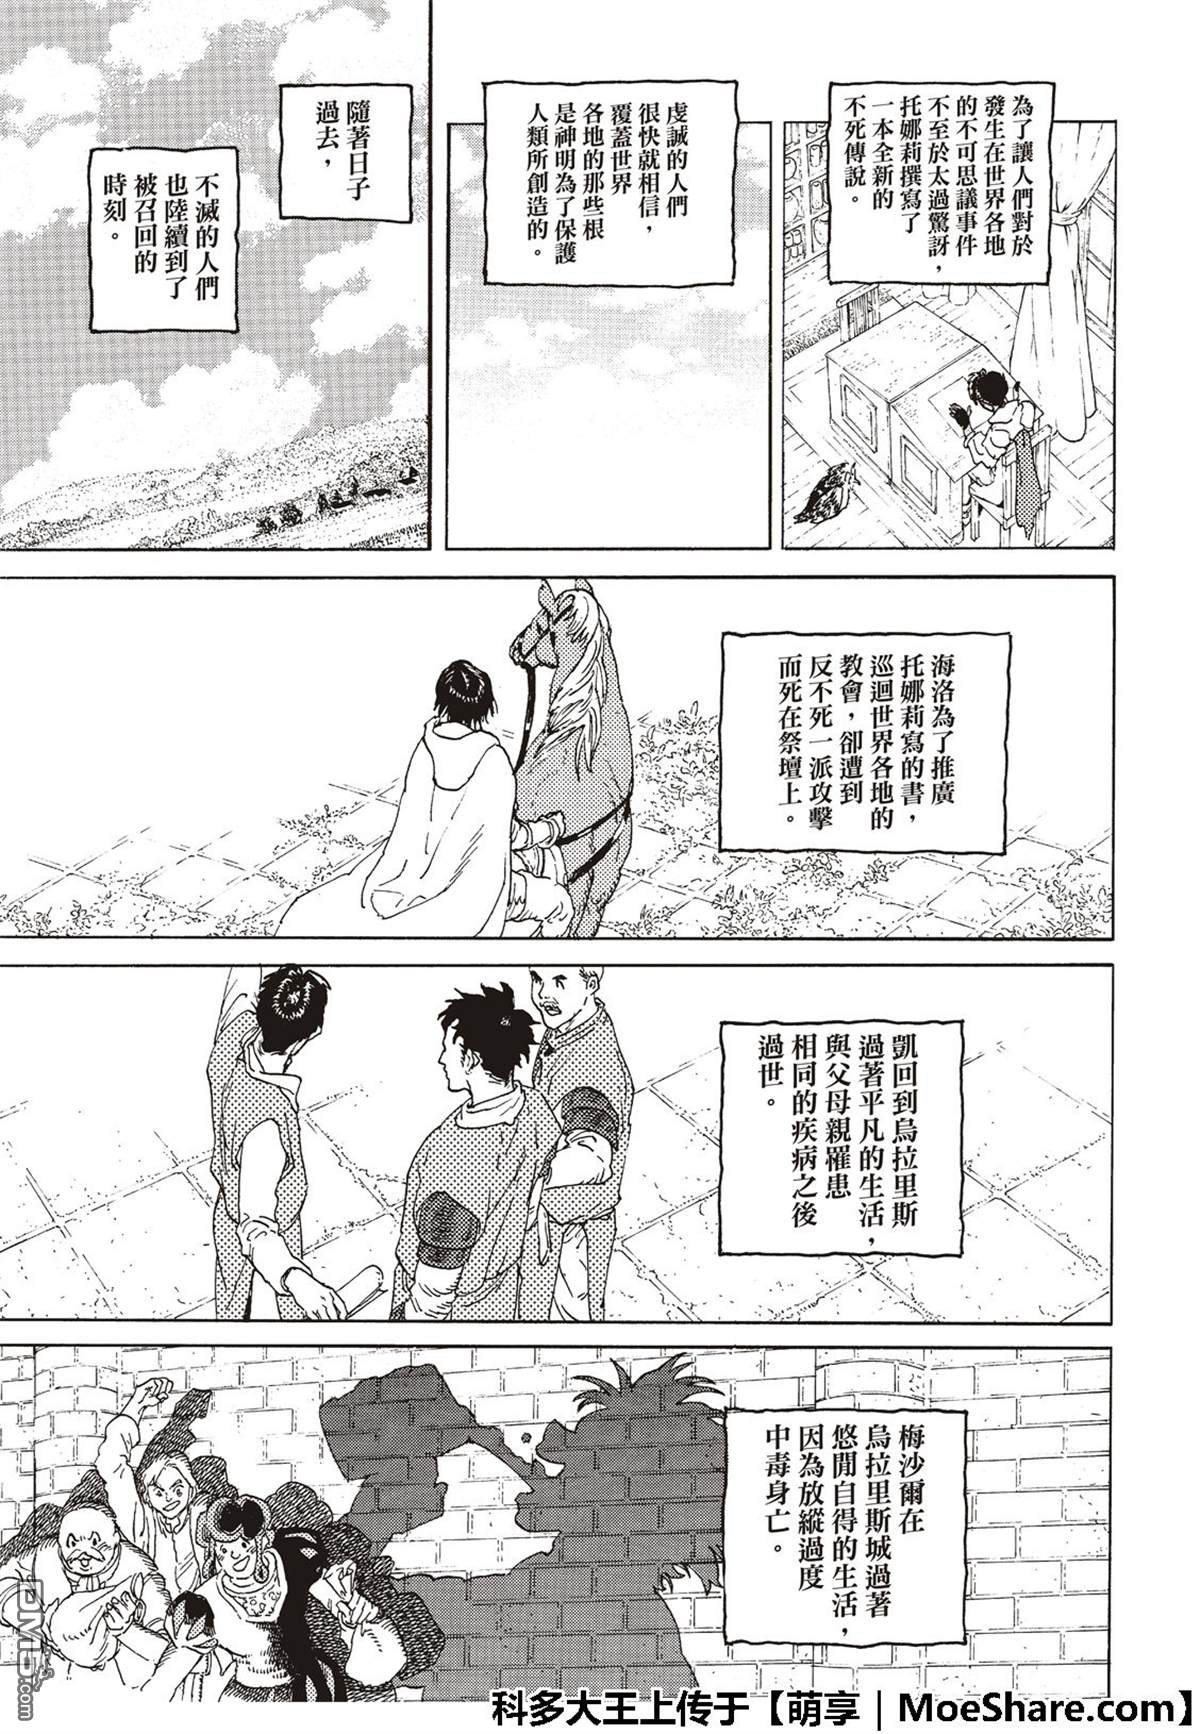 為了讓人們對於
發生在世界各地
的不可思議事件
不至於太過驚訝，
托娜莉撰寫了
一本全新的
不死傳說。
虔誠的人們
很快就相信，
覆蓋世界
各地的那些根
是神明為了保護
人類所創造的。
隨著日子
過去，
不滅的人們
也陸續到了
被召回的
時刻。
海洛為了推廣
托娜莉寫的書，
巡迴世界各地的
教會，卻遭到
反不死一派攻擊
而死在祭壇上。
凱回到烏拉里斯
過著平凡的生活，
與父母親罹患
相同的疾病之後
過世。
梅沙爾在
烏拉里斯城過著
悠閒自得的生活，
因為放縱過度
中毒身亡。
科多大王上传于【萌享｜MoeShare.com】